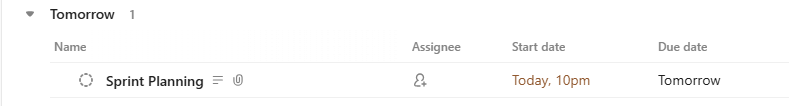 Tomorrow 1
Name Assignee Start date Due date
Sprint Planning Today, 10pm Tomorrow